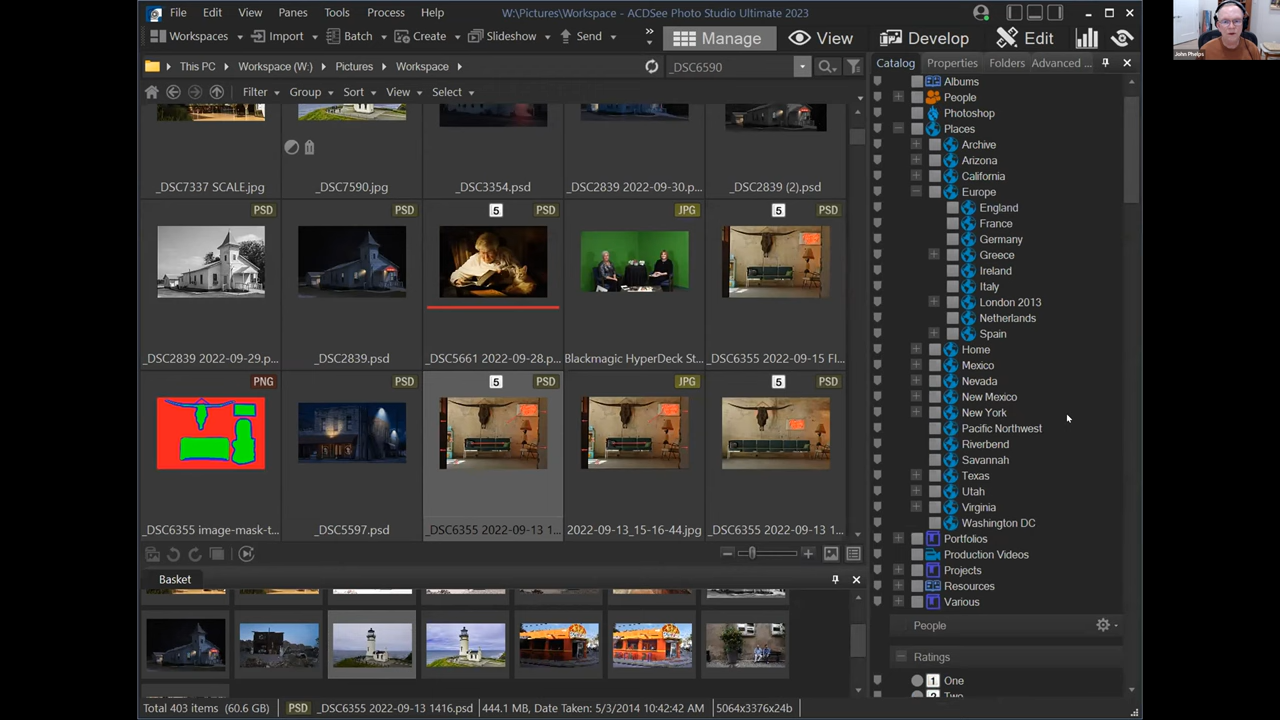 File Edit View Panes Tools Process Help W:\Pictures\Workspace - ACDSee Photo Studio Ultimate 2023
Workspaces Import Batch Create Slideshow Send Manage View Develop Edit
John Phelps
This PC Workspace (W:) Pictures Workspace _DSC6590
Catalog Properties Folders Advanced ...
Filter Group Sort View Select
_DSC7337 SCALE.jpg _DSC7590.jpg _DSC3354.psd _DSC2839 2022-09-30.p... _DSC2839 (2).psd
PSD PSD 5 PSD JPG 5 PSD
_DSC2839 2022-09-29.p... _DSC2839.psd _DSC5661 2022-09-28.p... Blackmagic HyperDeck St... _DSC6355 2022-09-15 FI...
PNG PSD 5 PSD JPG 5 PSD
_DSC6355 image-mask-t... _DSC5597.psd _DSC6355 2022-09-13 1... 2022-09-13_15-16-44.jpg _DSC6355 2022-09-13 1...
Basket
Albums
People
Photoshop
Places
Archive
Arizona
California
Europe
England
France
Germany
Greece
Ireland
Italy
London 2013
Netherlands
Spain
Home
Mexico
Nevada
New Mexico
New York
Pacific Northwest
Riverbend
Savannah
Texas
Utah
Virginia
Washington DC
Portfolios
Production Videos
Projects
Resources
Various
People
Ratings
1 One
2 Two
Total 403 items (60.6 GB) PSD _DSC6355 2022-09-13 1416.psd 444.1 MB, Date Taken: 5/3/2014 10:42:42 AM 5064x3376x24b